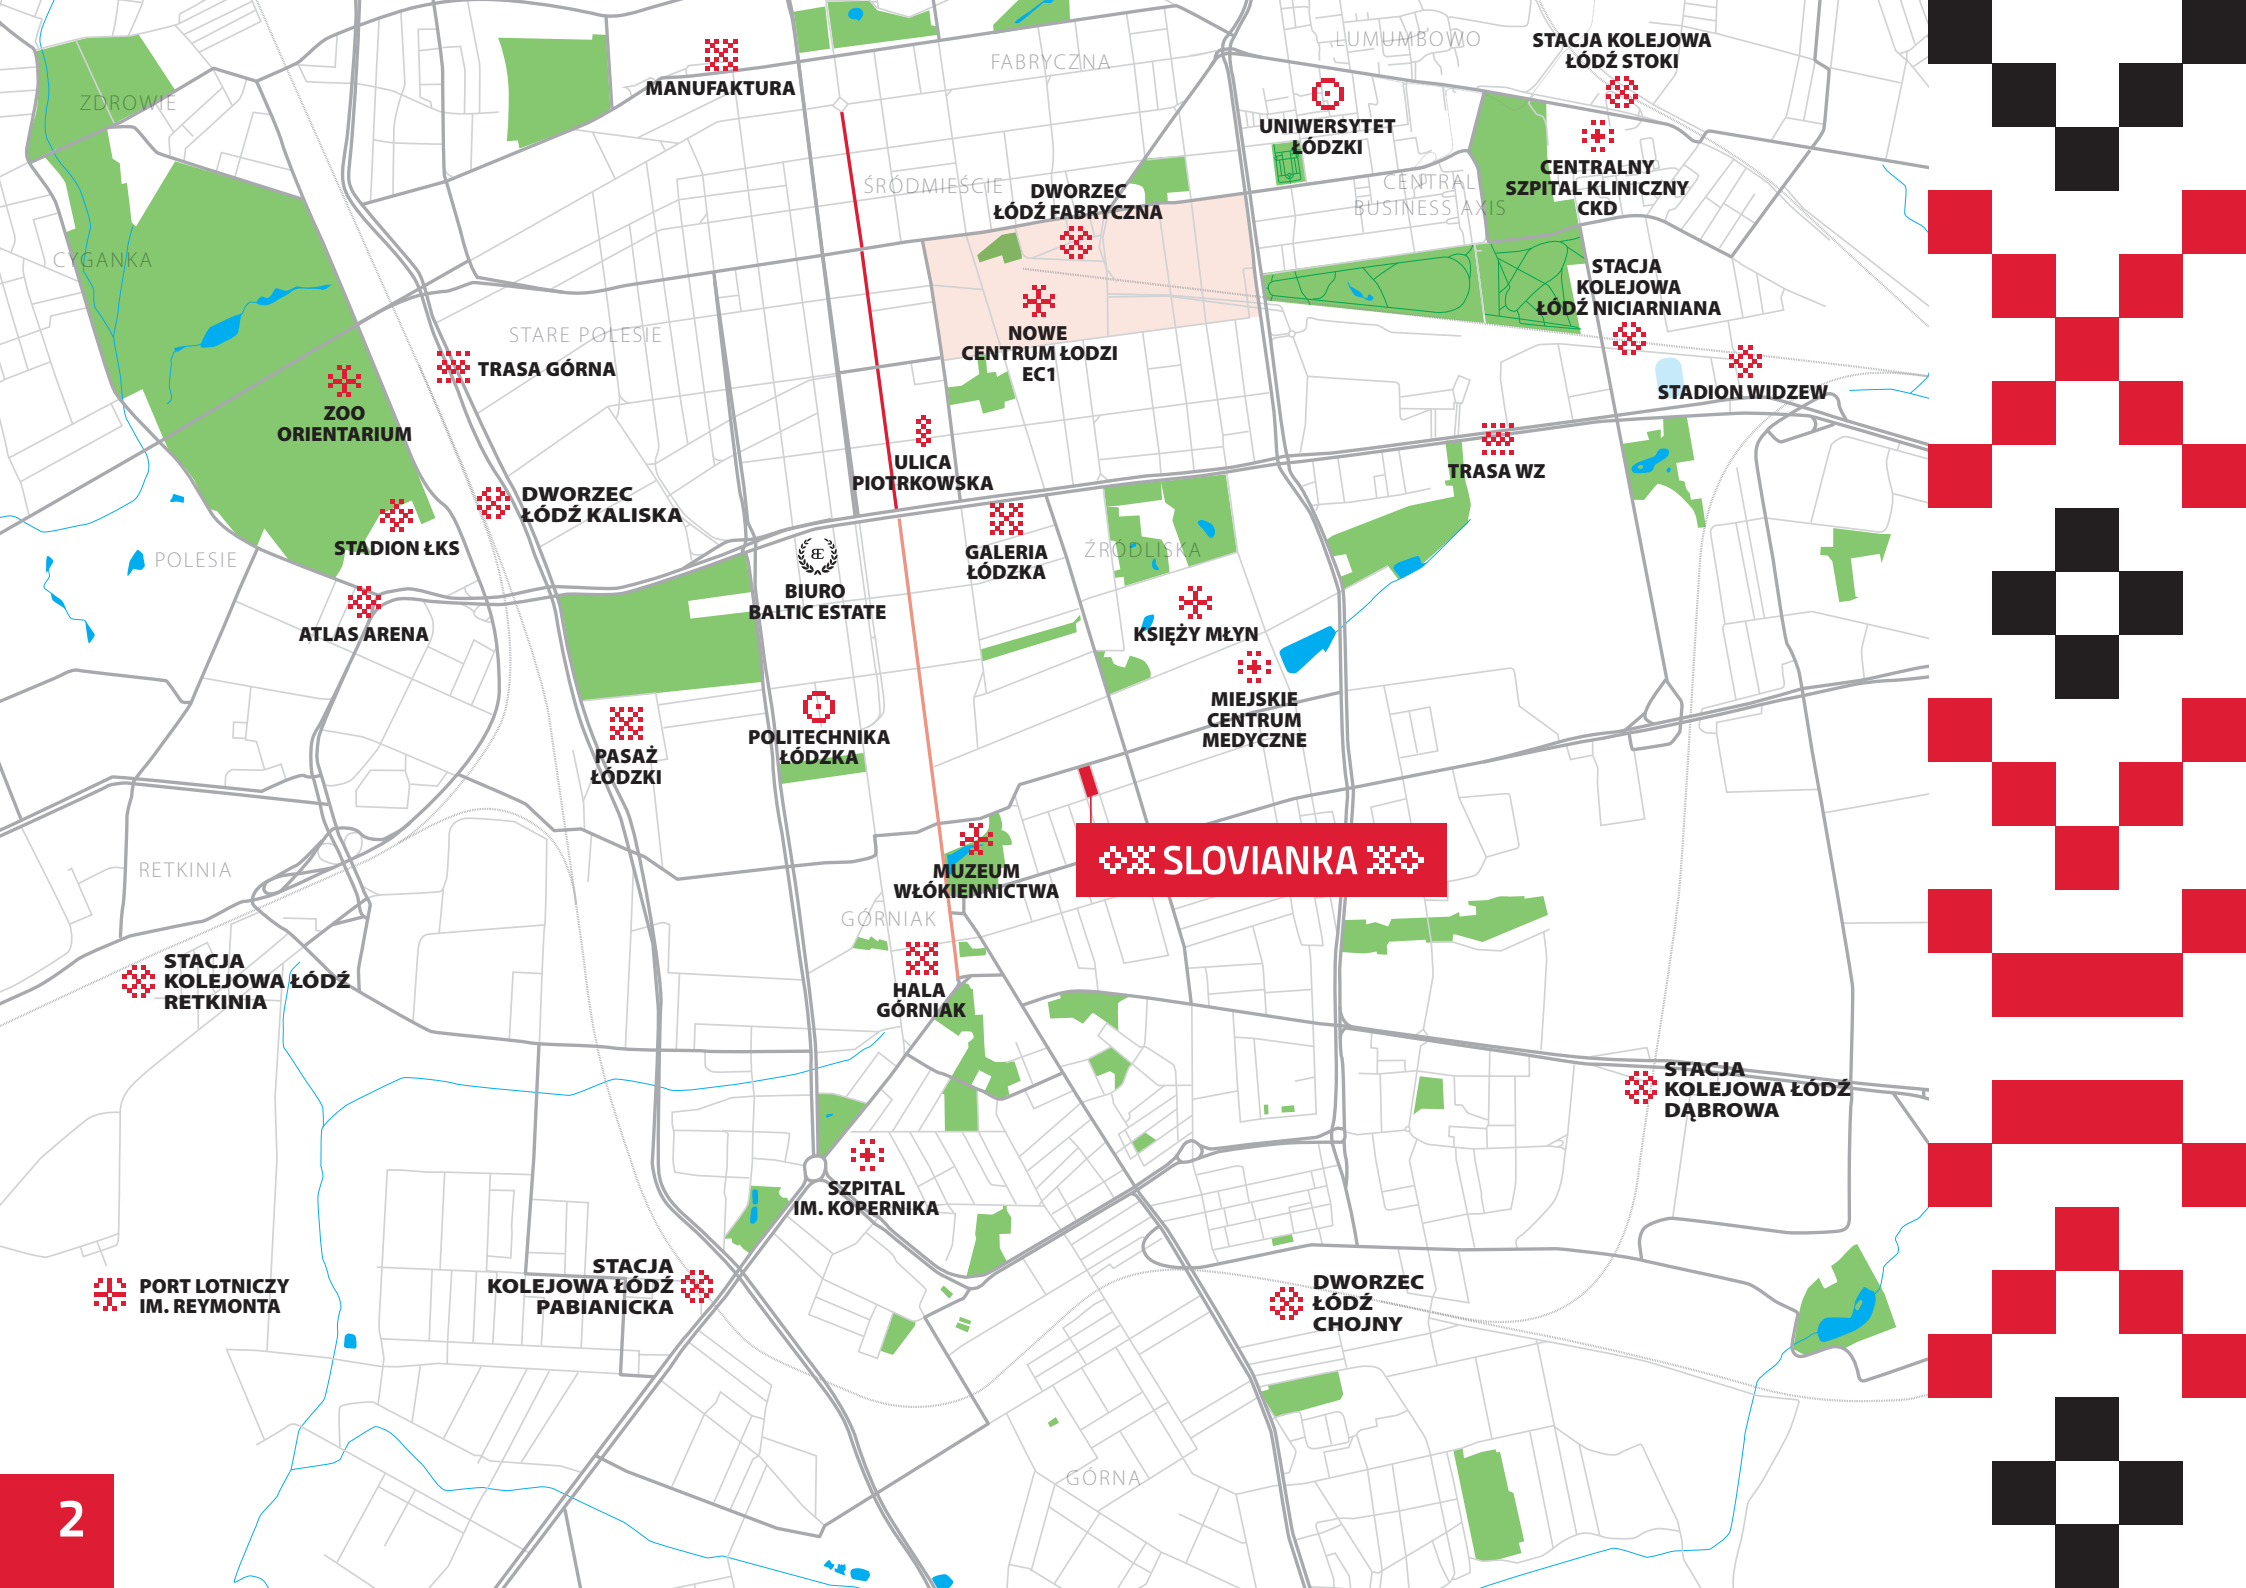 LUMUMBOWO
STACJA KOLEJOWA
ŁÓDŹ STOKI
FABRYCZNA
MANUFAKTURA
ZDROWIE
UNIWERSYTET
ŁÓDZKI
CENTRALNY
SZPITAL KLINICZNY
CKD
CENTRAL
BUSINESS AXIS
ŚRÓDMIEŚCIE
DWORZEC
ŁÓDŹ FABRYCZNA
CYGANKA
STACJA
KOLEJOWA
ŁÓDŹ NICIARNIANA
STARE POLESIE
NOWE
CENTRUM ŁODZI
EC1
TRASA GÓRNA
STADION WIDZEW
ZOO
ORIENTARIUM
ULICA
PIOTRKOWSKA
TRASA WZ
DWORZEC
ŁÓDŹ KALISKA
STADION ŁKS
POLESIE
GALERIA
ŁÓDZKA
ŹRÓDLISKA
BE
BIURO
BALTIC ESTATE
ATLAS ARENA
KSIĘŻY MŁYN
MIEJSKIE
CENTRUM
MEDYCZNE
PASAŻ
ŁÓDZKI
POLITECHNIKA
ŁÓDZKA
SLOVIANKA
MUZEUM
WŁÓKIENNICTWA
RETKINIA
GÓRNIAK
STACJA
KOLEJOWA ŁÓDŹ
RETKINIA
HALA
GÓRNIAK
STACJA
KOLEJOWA ŁÓDŹ
DĄBROWA
SZPITAL
IM. KOPERNIKA
PORT LOTNICZY
IM. REYMONTA
STACJA
KOLEJOWA ŁÓDŹ
PABIANICKA
DWORZEC
ŁÓDŹ
CHOJNY
GÓRNA
2